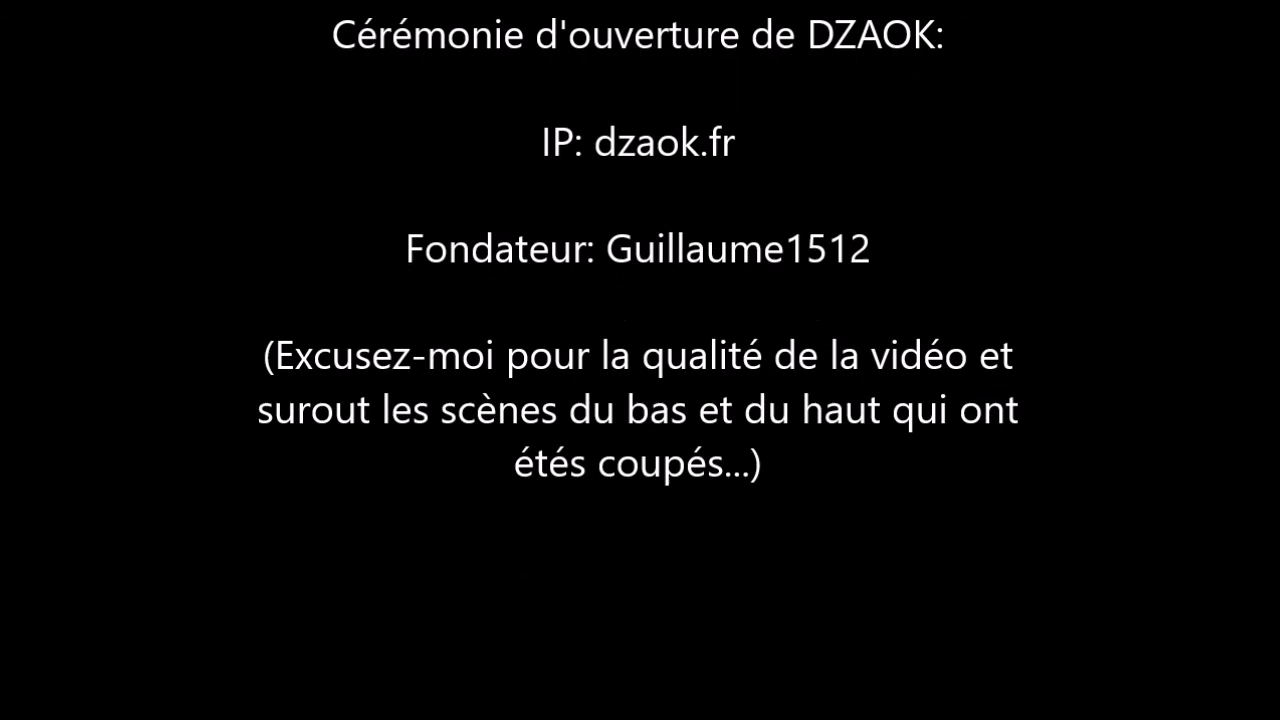 Cérémonie d'ouverture de DZAOK:
IP: dzaok.fr
Fondateur: Guillaume1512
(Excusez-moi pour la qualité de la vidéo et
surout les scènes du bas et du haut qui ont
étés coupés...)